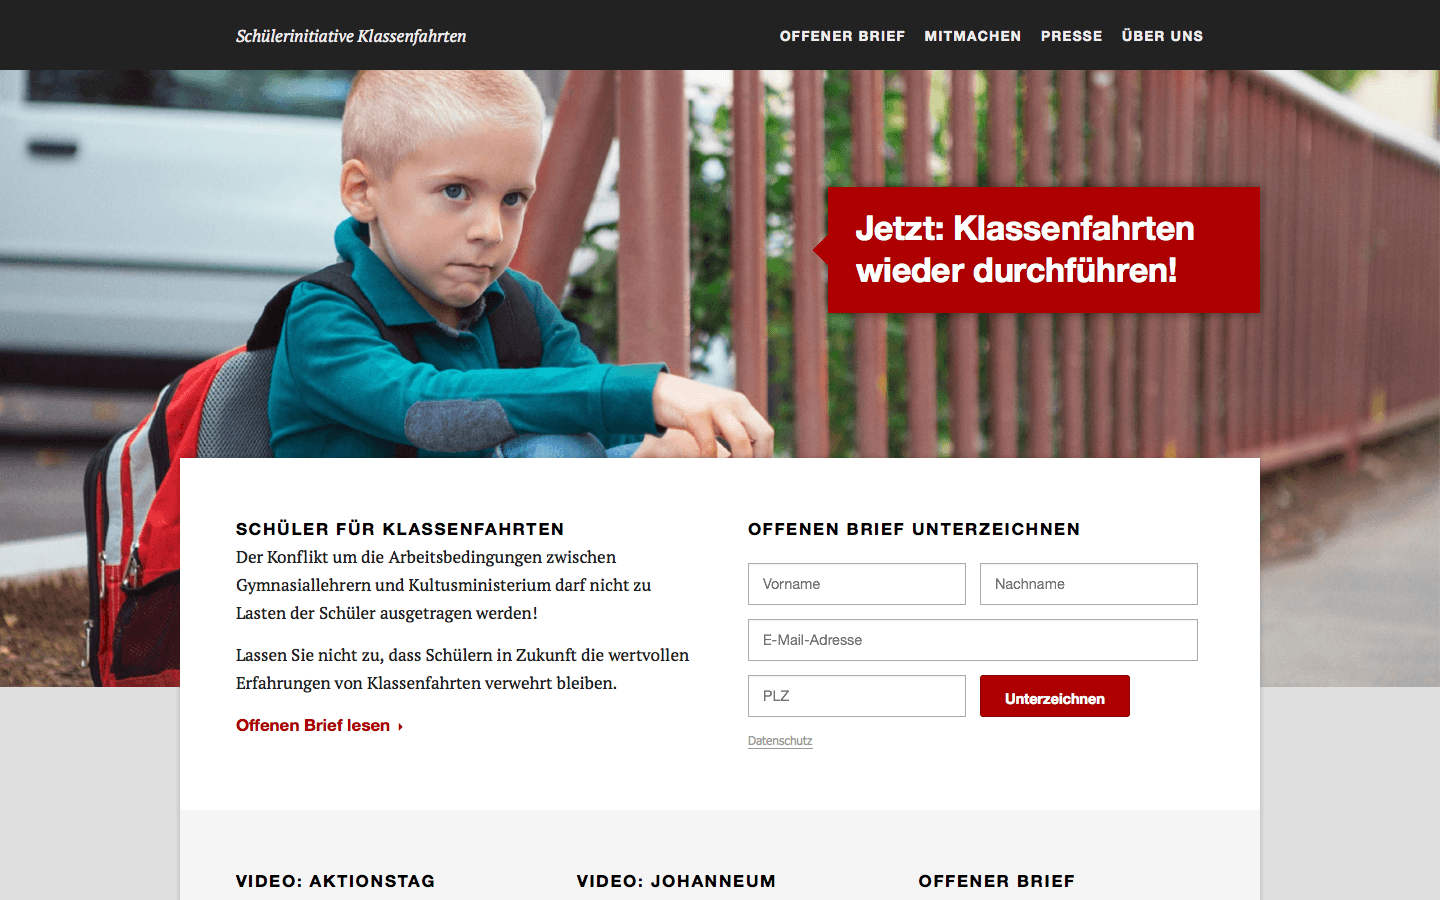 Schülerinitiative Klassenfahrten
OFFENER BRIEF MITMACHEN PRESSE ÜBER UNS
Jetzt: Klassenfahrten
wieder durchführen!
SCHÜLER FÜR KLASSENFAHRTEN
Der Konflikt um die Arbeitsbedingungen zwischen
Gymnasiallehrern und Kultusministerium darf nicht zu
Lasten der Schüler ausgetragen werden!
Lassen Sie nicht zu, dass Schülern in Zukunft die wertvollen
Erfahrungen von Klassenfahrten verwehrt bleiben.
Offenen Brief lesen
OFFENEN BRIEF UNTERZEICHNEN
Vorname
Nachname
E-Mail-Adresse
PLZ
Unterzeichnen
Datenschutz
VIDEO: AKTIONSTAG
VIDEO: JOHANNEUM
OFFENER BRIEF